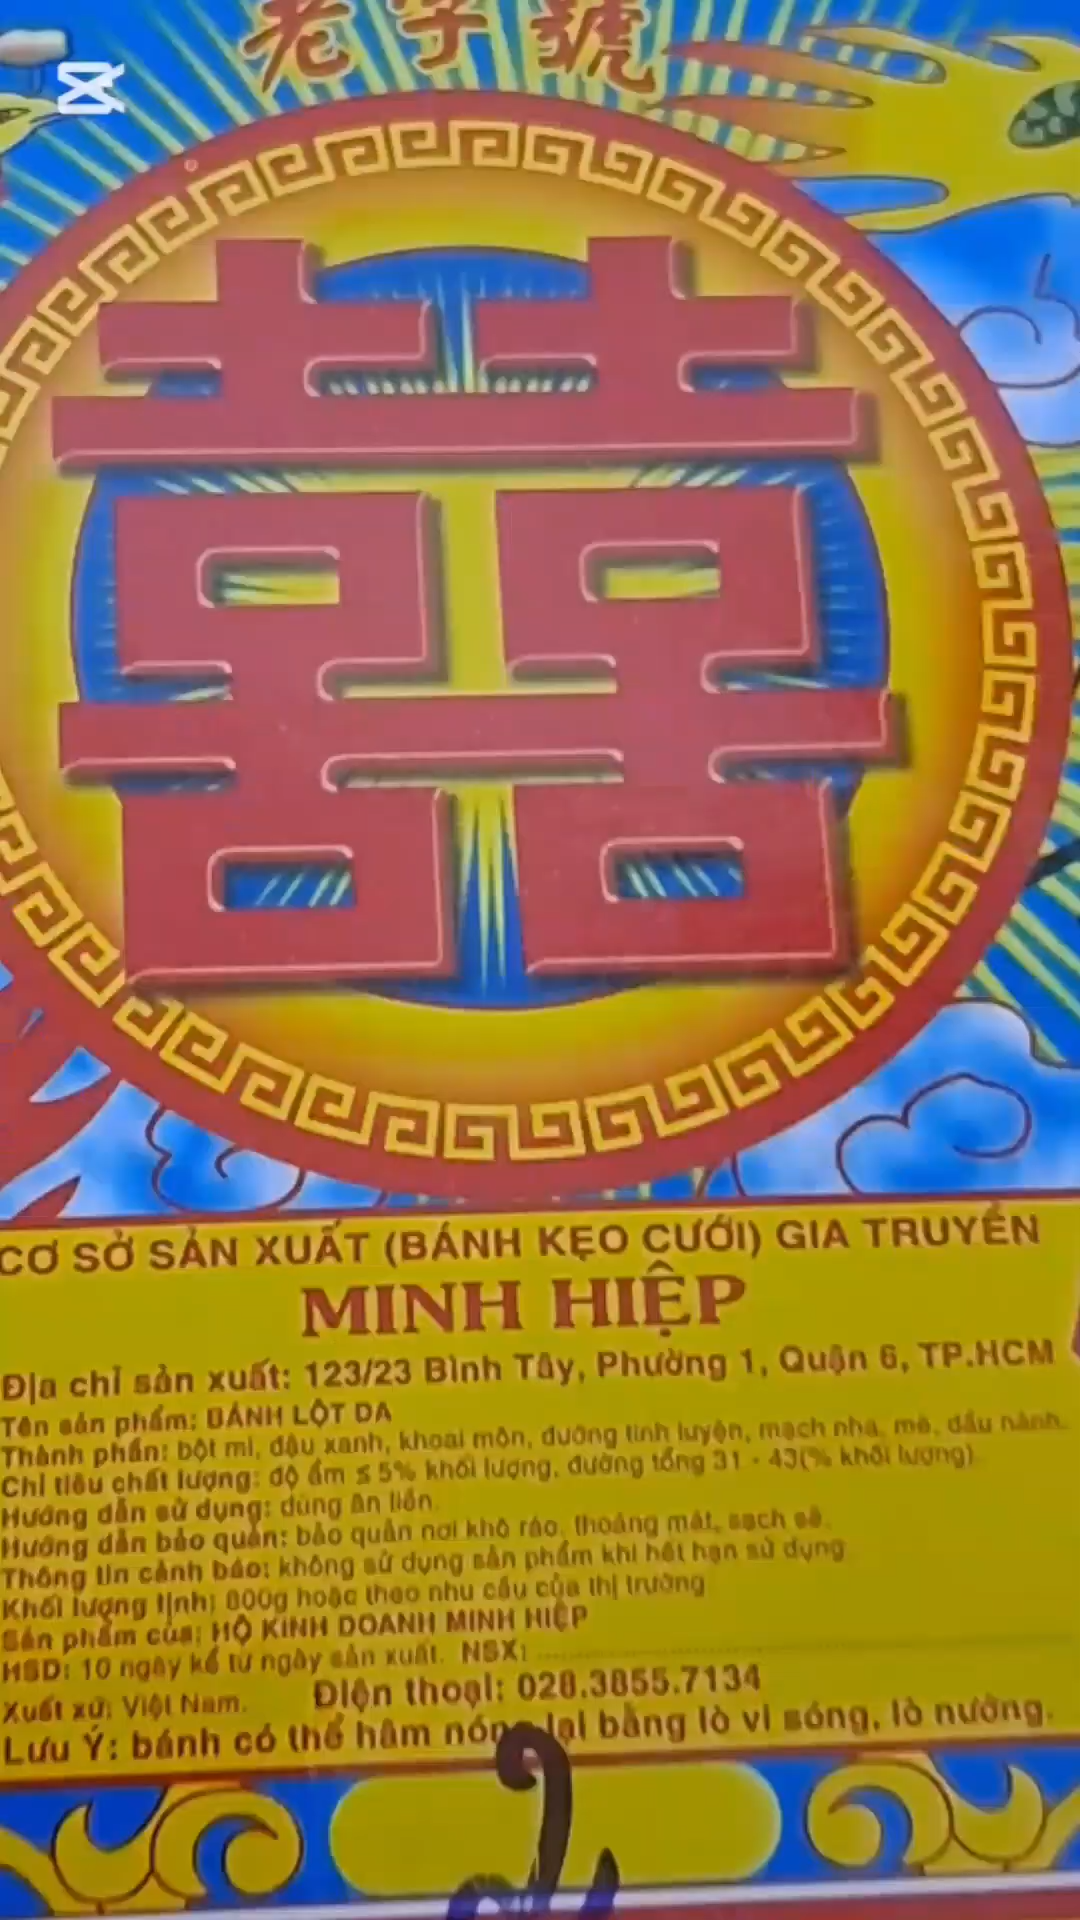 老字號
囍
CƠ SỞ SẢN XUẤT (BÁNH KẸO CƯỚI) GIA TRUYỀN
MINH HIỆP
Địa chỉ sản xuất: 123/23 Bình Tây, Phường 1, Quận 6, TP.HCM
Tên sản phẩm: BÁNH LỘT DA
Thành phần: bột mì, đậu xanh, khoai môn, đường tinh luyện, mạch nha, mè, dầu nành.
Chỉ tiêu chất lượng: độ ẩm ≤ 5% khối lượng, đường tổng 31 - 43(% khối lượng).
Hướng dẫn sử dụng: dùng ăn liền.
Hướng dẫn bảo quản: bảo quản nơi khô ráo, thoáng mát, sạch sẽ.
Thông tin cảnh báo: không sử dụng sản phẩm khi hết hạn sử dụng
Khối lượng tịnh: 800g hoặc theo nhu cầu của thị trường
Sản phẩm của: HỘ KINH DOANH MINH HIỆP
HSD: 10 ngày kể từ ngày sản xuất. NSX:
Xuất xứ: Việt Nam. Điện thoại: 028.3855.7134
Lưu Ý: bánh có thể hâm nóng lại bằng lò vi sóng, lò nướng.